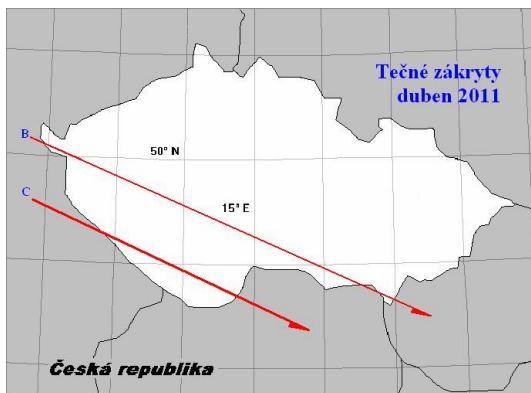 Tečné zákryty
duben 2011
B
50° N
C
15° E
Česká republika